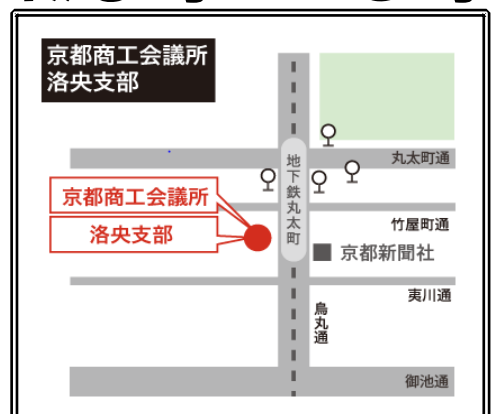 京都商工会議所
洛央支部
丸太町通
地下鉄丸太町
京都商工会議所
洛央支部
竹屋町通
京都新聞社
夷川通
烏丸通
御池通